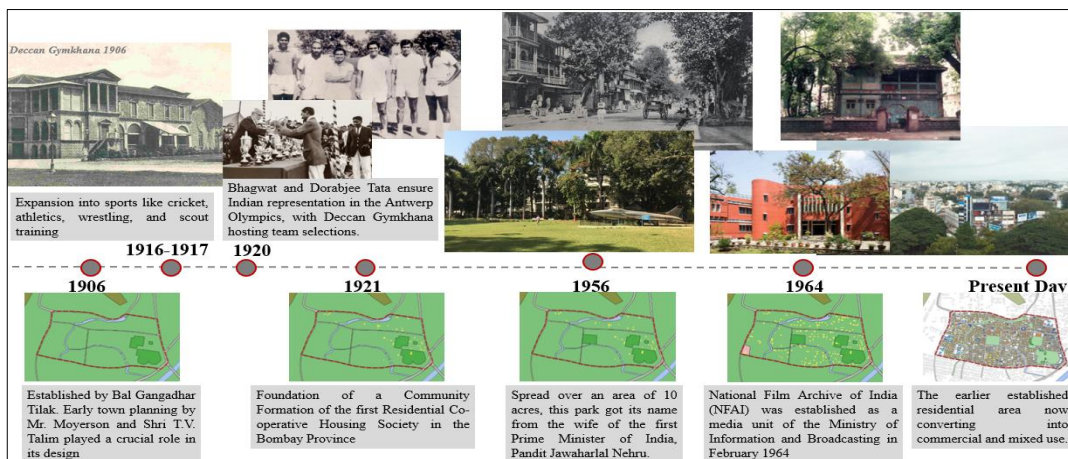 Deccan Gymkhana 1906
Expansion into sports like cricket,
athletics, wrestling, and scout
training
Bhagwat and Dorabjee Tata ensure
Indian representation in the Antwerp
Olympics, with Deccan Gymkhana
hosting team selections.
1916-1917
1920
1906
1921
1956
1964
Present Day
Established by Bal Gangadhar
Tilak. Early town planning by
Mr. Moyerson and Shri T.V.
Talim played a crucial role in
its design
Foundation of a Community
Formation of the first Residential Co-
operative Housing Society in the
Bombay Province
Spread over an area of 10
acres, this park got its name
from the wife of the first
Prime Minister of India,
Pandit Jawaharlal Nehru.
National Film Archive of India
(NFAI) was established as a
media unit of the Ministry of
Information and Broadcasting in
February 1964
The earlier established
residential area now
converting into
commercial and mixed use.